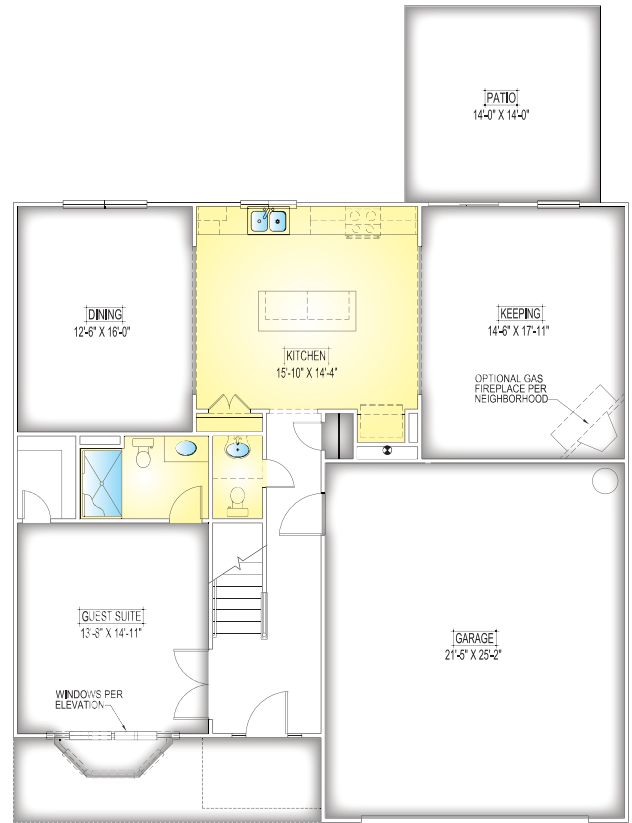 PATIO
14'-0" X 14'-0"
DINING
12'-6" X 16'-0"
KITCHEN
15'-10" X 14'-4"
KEEPING
14'-6" X 17'-11"
OPTIONAL GAS
FIREPLACE PER
NEIGHBORHOOD
GUEST SUITE
13'-8" X 14'-11"
GARAGE
21'-5" X 25'-2"
WINDOWS PER
ELEVATION